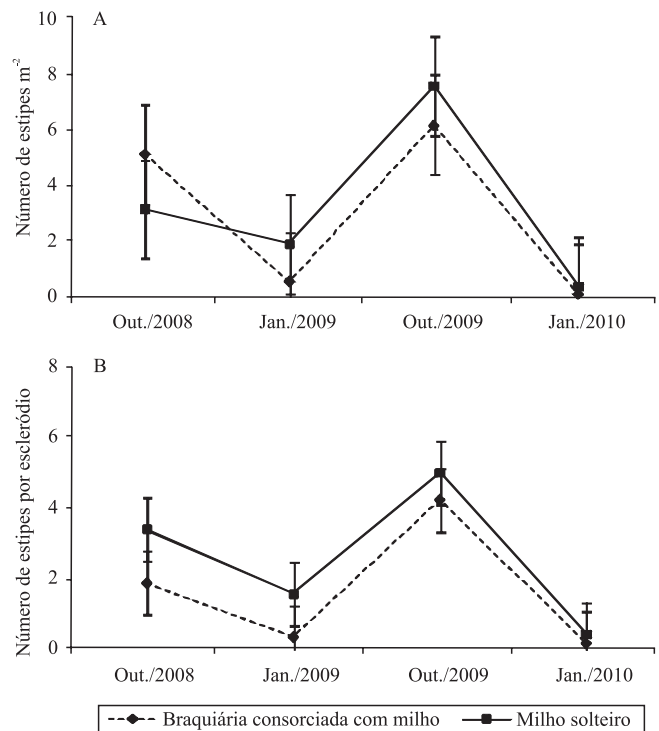 A
Número de estipes m⁻²
10
8
6
4
2
0
Out./2008 Jan./2009 Out./2009 Jan./2010
B
Número de estipes por escleródio
8
6
4
2
0
Out./2008 Jan./2009 Out./2009 Jan./2010
Braquiária consorciada com milho Milho solteiro